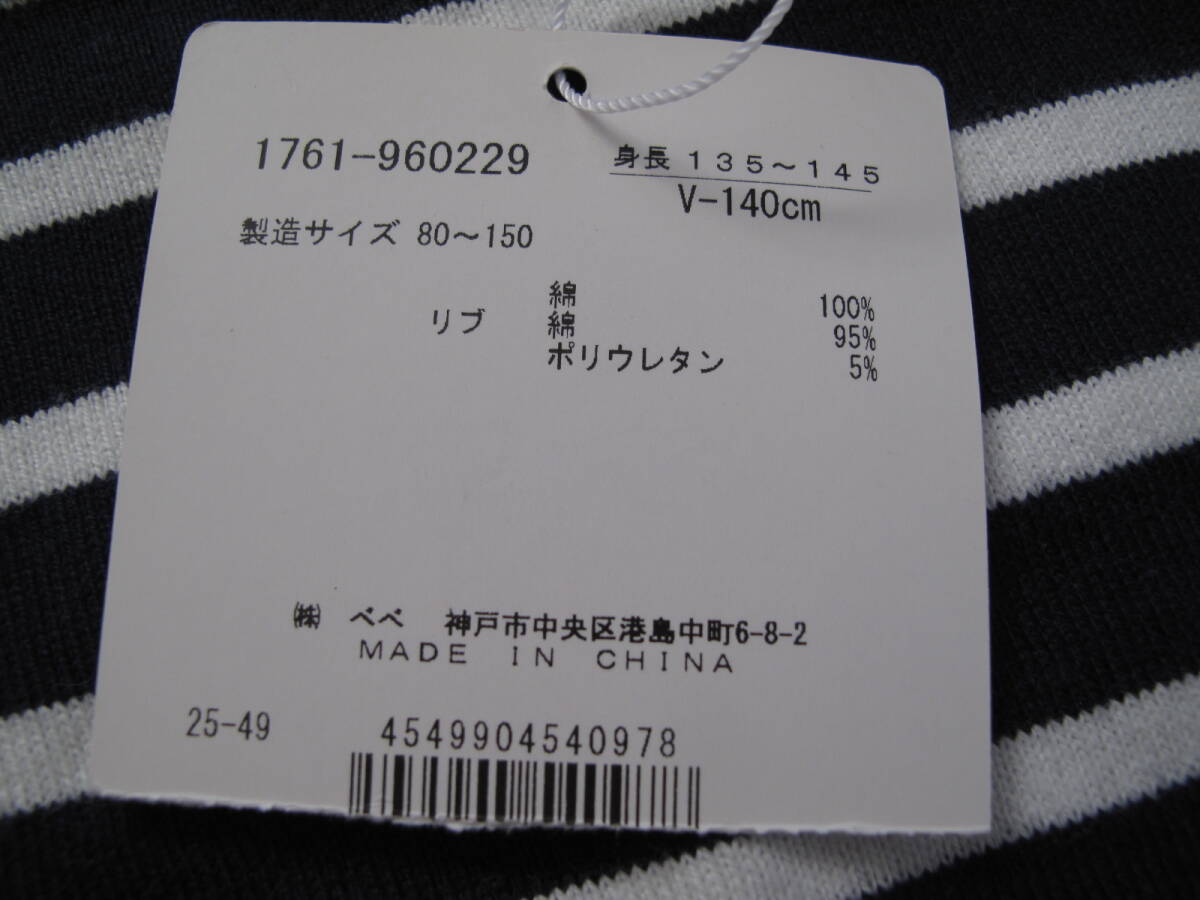 1761-960229
身長 135～145
V-140cm
製造サイズ 80～150
綿 100%
リブ 綿 95%
ポリウレタン 5%
㈱ べべ 神戸市中央区港島中町6-8-2
MADE IN CHINA
25-49
4549904540978